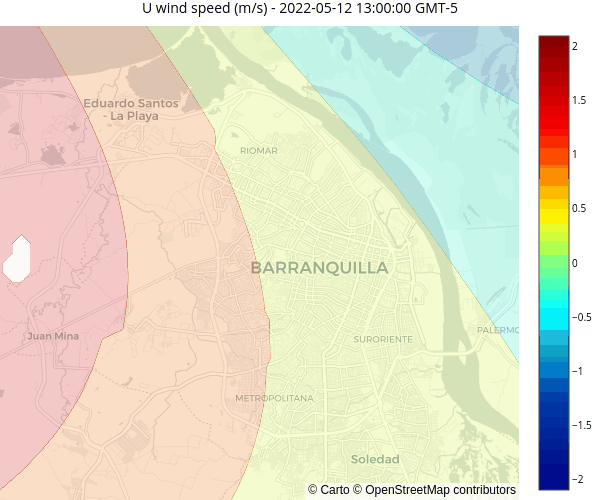 U wind speed (m/s) - 2022-05-12 13:00:00 GMT-5
2
1.5
1
0.5
0
−0.5
−1
−1.5
−2
Eduardo Santos
- La Playa
RIOMAR
BARRANQUILLA
Juan Mina
SURORIENTE
PALERMO
METROPOLITANA
Soledad
© Carto © OpenStreetMap contributors